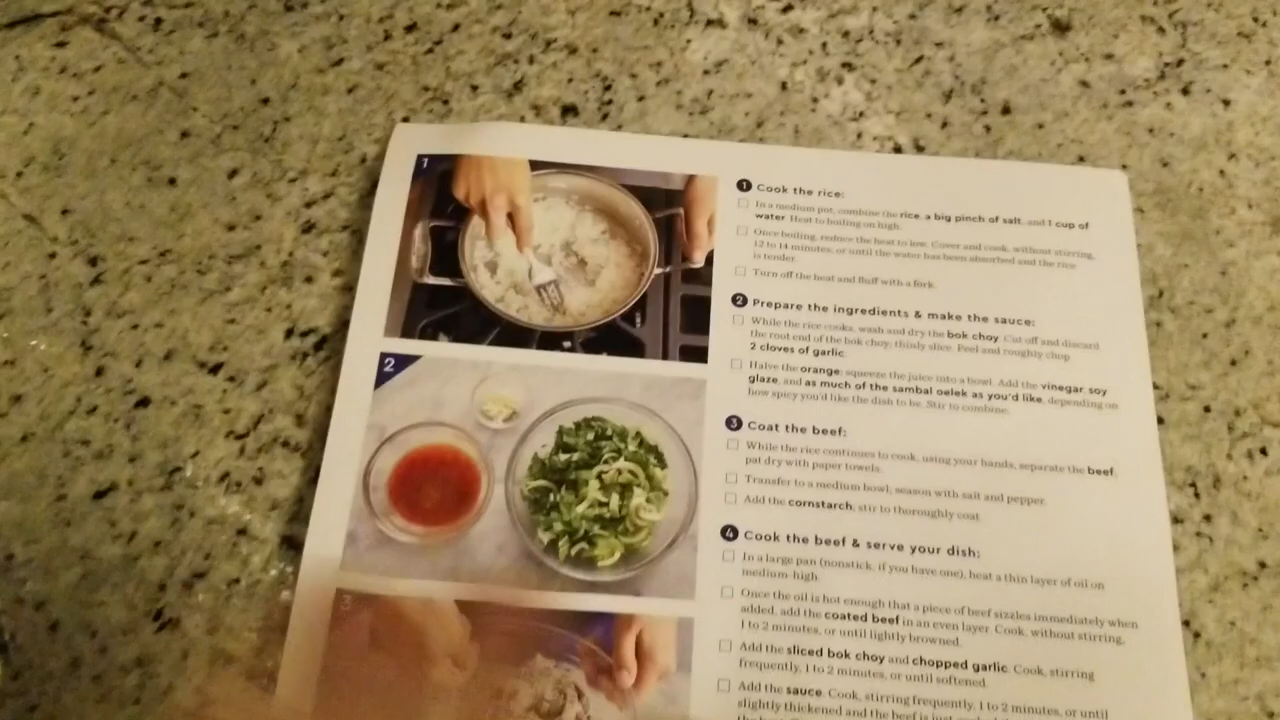 1
1 Cook the rice:
In a medium pot, combine the rice, a big pinch of salt, and 1 cup of
water. Heat to boiling on high.
Once boiling, reduce the heat to low. Cover and cook, without stirring,
12 to 14 minutes, or until the water has been absorbed and the rice
is tender.
Turn off the heat and fluff with a fork.
2
2 Prepare the ingredients & make the sauce:
While the rice cooks, wash and dry the bok choy. Cut off and discard
the root end of the bok choy; thinly slice. Peel and roughly chop
2 cloves of garlic.
Halve the orange; squeeze the juice into a bowl. Add the vinegar, soy
glaze, and as much of the sambal oelek as you'd like, depending on
how spicy you'd like the dish to be. Stir to combine.
3
3 Coat the beef:
While the rice continues to cook, using your hands, separate the beef;
pat dry with paper towels.
Transfer to a medium bowl; season with salt and pepper.
Add the cornstarch; stir to thoroughly coat.
4 Cook the beef & serve your dish:
In a large pan (nonstick, if you have one), heat a thin layer of oil on
medium-high.
Once the oil is hot enough that a piece of beef sizzles immediately when
added, add the coated beef in an even layer. Cook, without stirring,
1 to 2 minutes, or until lightly browned.
Add the sliced bok choy and chopped garlic. Cook, stirring
frequently, 1 to 2 minutes, or until softened.
Add the sauce. Cook, stirring frequently, 1 to 2 minutes, or until
slightly thickened and the beef is just